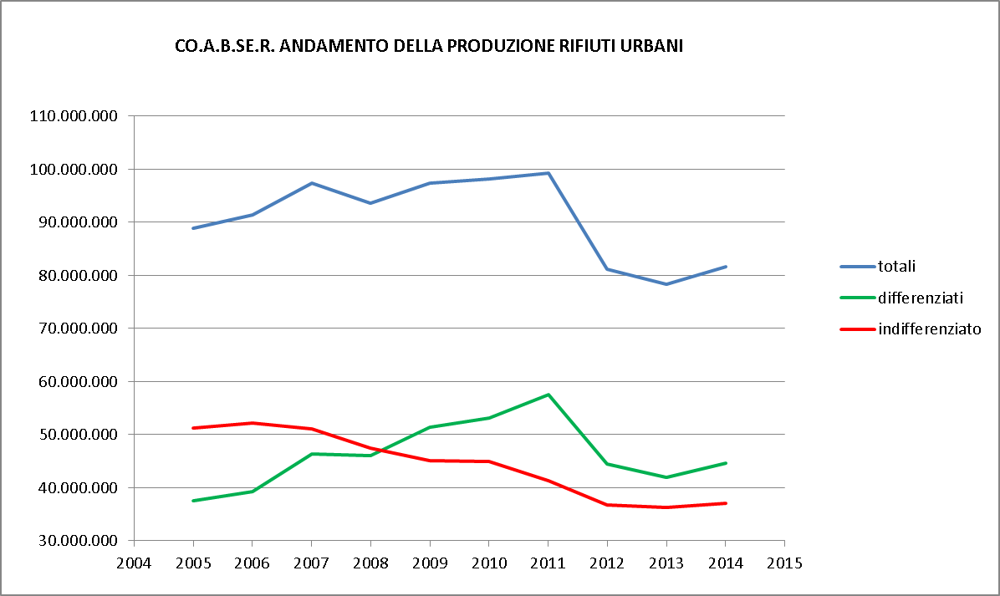 CO.A.B.SE.R. ANDAMENTO DELLA PRODUZIONE RIFIUTI URBANI
110.000.000
100.000.000
90.000.000
80.000.000
70.000.000
60.000.000
50.000.000
40.000.000
30.000.000
2004 2005 2006 2007 2008 2009 2010 2011 2012 2013 2014 2015
totali
differenziati
indifferenziato